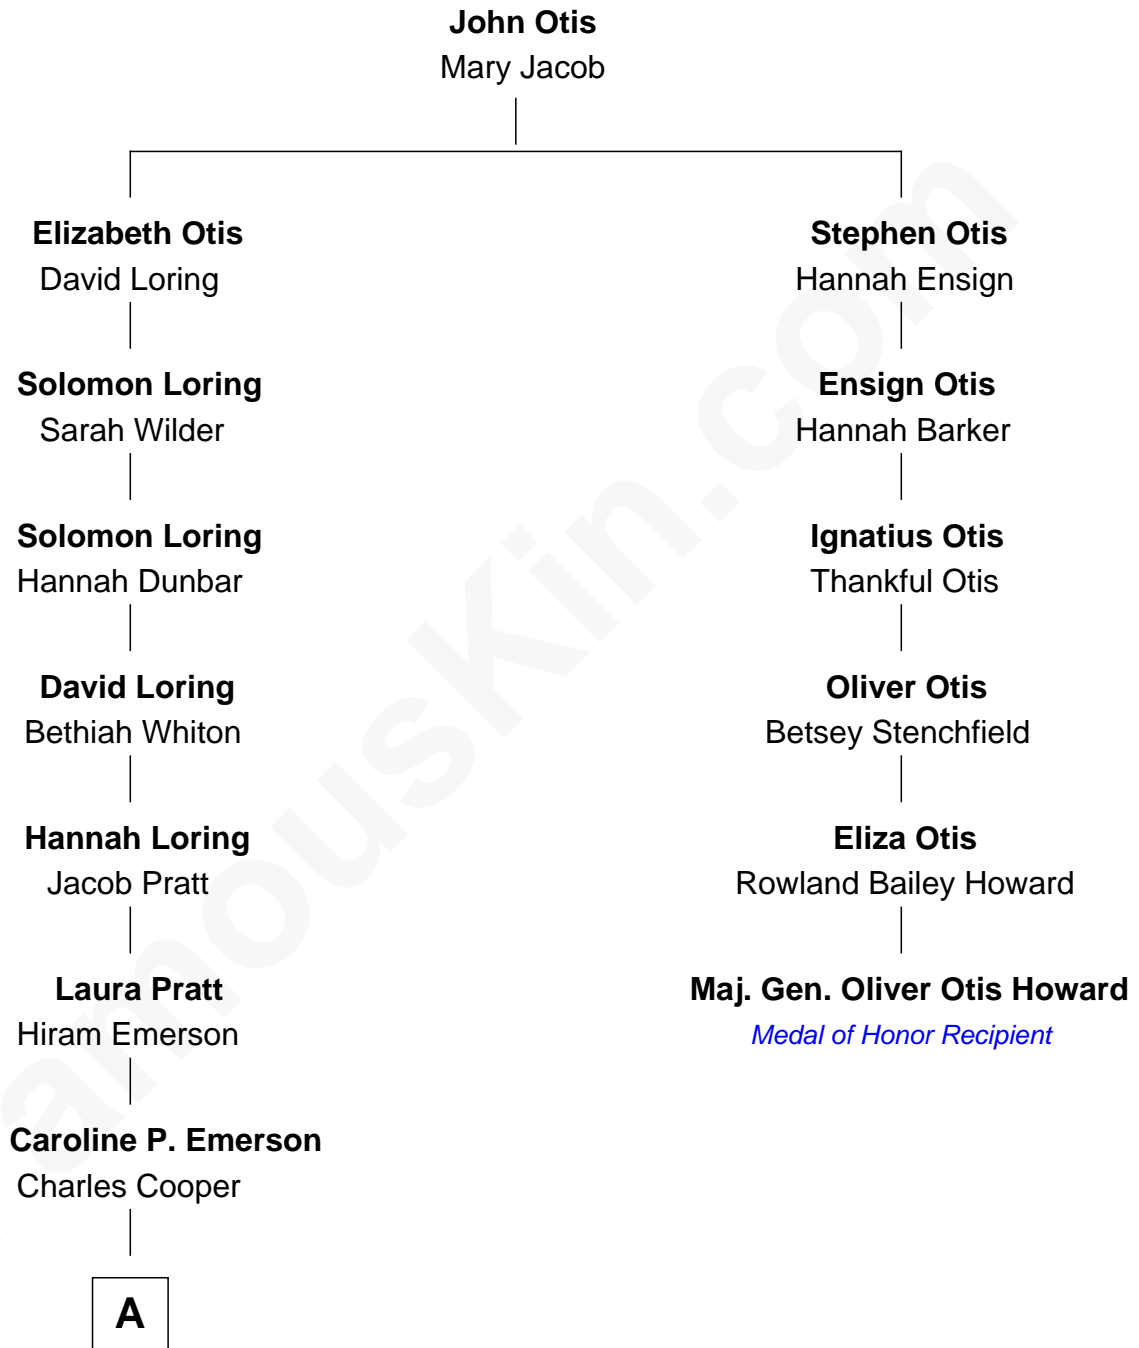 John Otis
Mary Jacob
Elizabeth Otis
David Loring
Stephen Otis
Hannah Ensign
Solomon Loring
Sarah Wilder
Ensign Otis
Hannah Barker
Solomon Loring
Hannah Dunbar
Ignatius Otis
Thankful Otis
David Loring
Bethiah Whiton
Oliver Otis
Betsey Stenchfield
Hannah Loring
Jacob Pratt
Eliza Otis
Rowland Bailey Howard
Laura Pratt
Hiram Emerson
Maj. Gen. Oliver Otis Howard
Medal of Honor Recipient
Caroline P. Emerson
Charles Cooper
A
amousKin.com